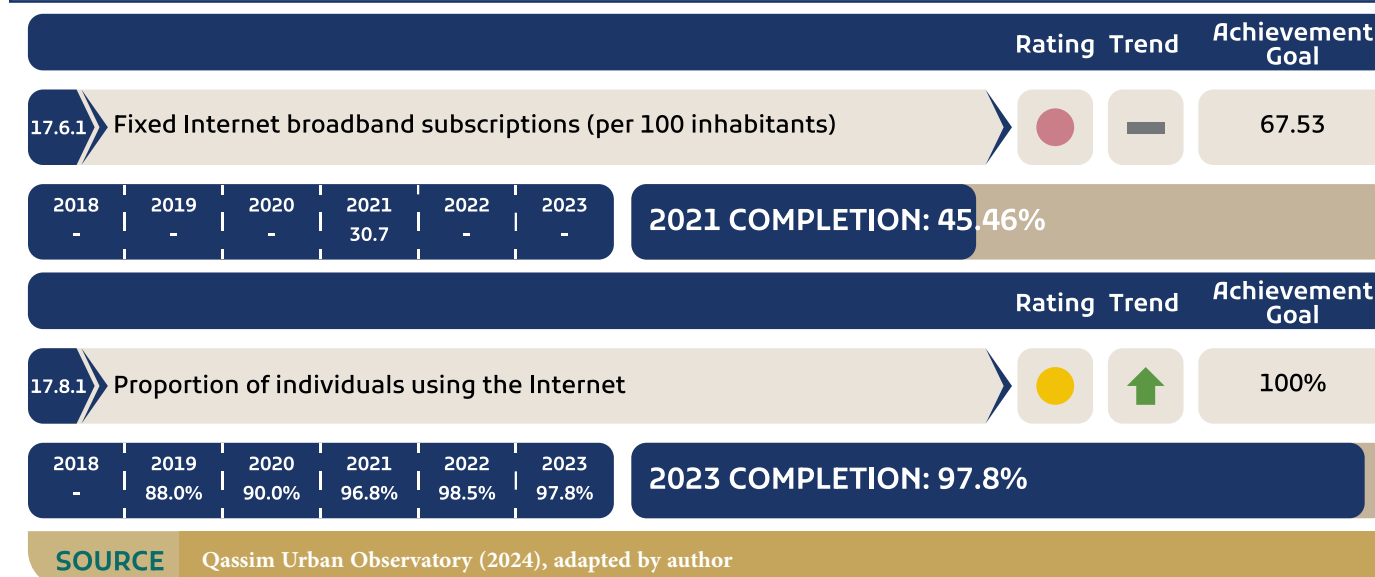 Rating Trend Achievement Goal
17.6.1 Fixed Internet broadband subscriptions (per 100 inhabitants) 67.53
2018 2019 2020 2021 2022 2023
- - - 30.7 - -
2021 COMPLETION: 45.46%
Rating Trend Achievement Goal
17.8.1 Proportion of individuals using the Internet 100%
2018 2019 2020 2021 2022 2023
- 88.0% 90.0% 96.8% 98.5% 97.8%
2023 COMPLETION: 97.8%
SOURCE Qassim Urban Observatory (2024), adapted by author